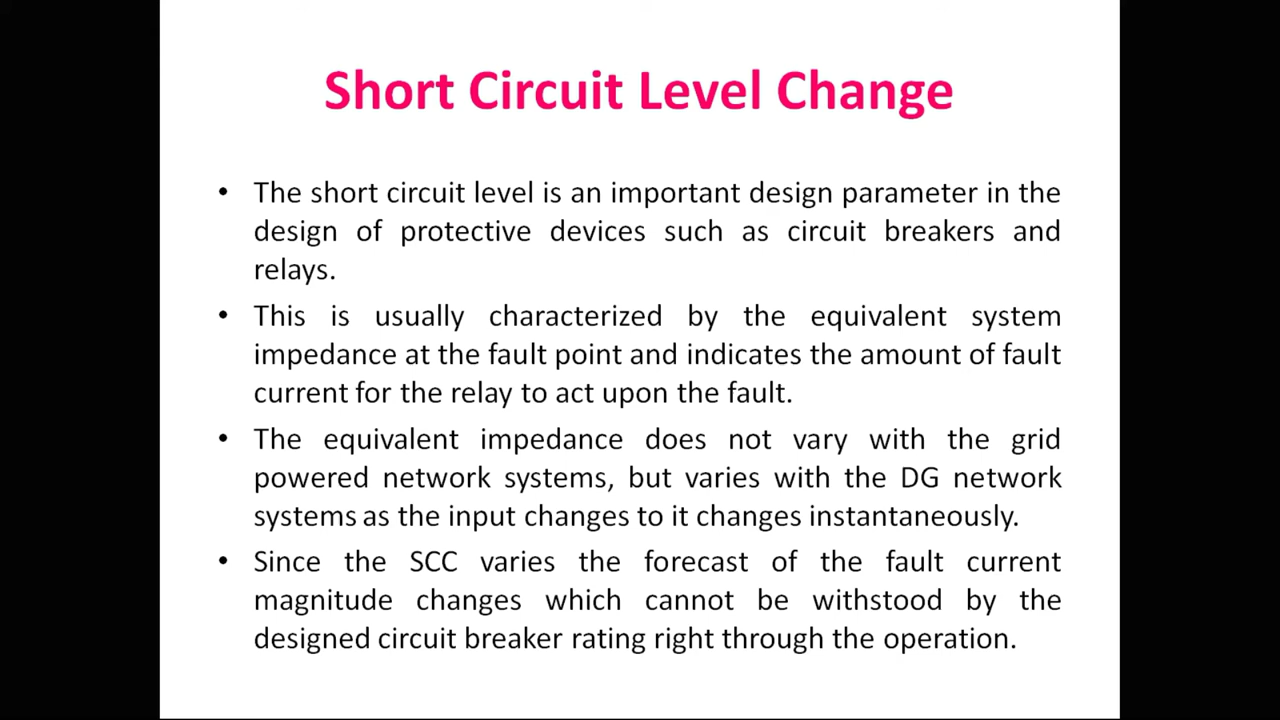 Short Circuit Level Change
• The short circuit level is an important design parameter in the
design of protective devices such as circuit breakers and
relays.
• This is usually characterized by the equivalent system
impedance at the fault point and indicates the amount of fault
current for the relay to act upon the fault.
• The equivalent impedance does not vary with the grid
powered network systems, but varies with the DG network
systems as the input changes to it changes instantaneously.
• Since the SCC varies the forecast of the fault current
magnitude changes which cannot be withstood by the
designed circuit breaker rating right through the operation.